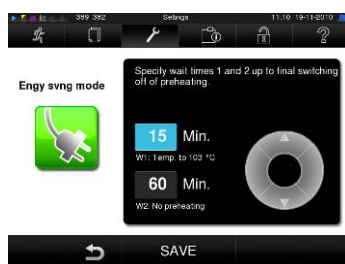 389 382 Settings 11.10 19-11-2010
Engy svng mode
Specify wait times 1 and 2 up to final switching
off of preheating.
15 Min.
W1: Temp. to 103 °C
60 Min.
W2: No preheating
SAVE